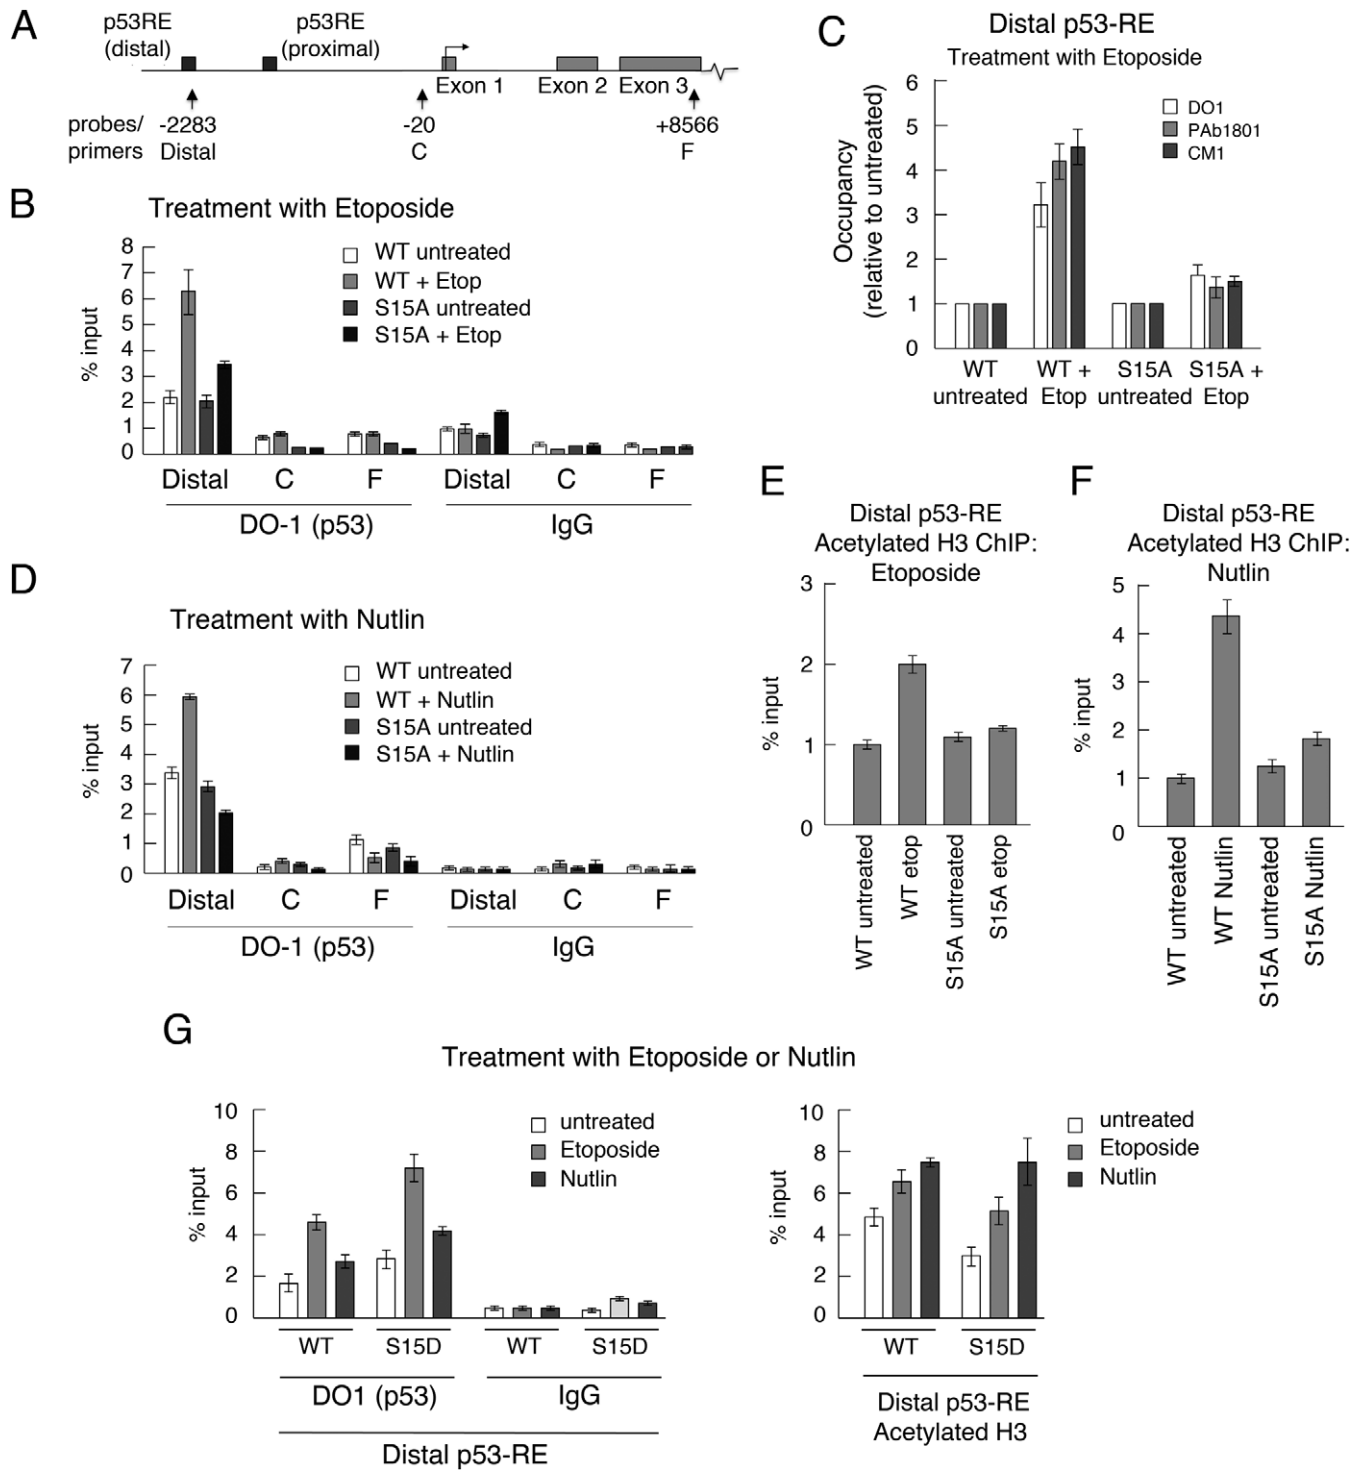 A
p53RE
(distal)
p53RE
(proximal)
Exon 1
Exon 2
Exon 3
probes/
primers
-2283
Distal
-20
C
+8566
F
B
Treatment with Etoposide
% input
8
7
6
5
4
3
2
1
0
WT untreated
WT + Etop
S15A untreated
S15A + Etop
Distal C F Distal C F
DO-1 (p53) IgG
C
Distal p53-RE
Treatment with Etoposide
Occupancy
(relative to untreated)
6
5
4
3
2
1
0
DO1
PAb1801
CM1
WT
untreated
WT +
Etop
S15A
untreated
S15A +
Etop
D
Treatment with Nutlin
% input
7
6
5
4
3
2
1
0
WT untreated
WT + Nutlin
S15A untreated
S15A + Nutlin
Distal C F Distal C F
DO-1 (p53) IgG
E
Distal p53-RE
Acetylated H3 ChIP:
Etoposide
% input
3
2
1
0
WT untreated
WT etop
S15A untreated
S15A etop
F
Distal p53-RE
Acetylated H3 ChIP:
Nutlin
% input
5
4
3
2
1
0
WT untreated
WT Nutlin
S15A untreated
S15A Nutlin
G
Treatment with Etoposide or Nutlin
% input
10
8
6
4
2
0
untreated
Etoposide
Nutlin
WT S15D WT S15D
DO1 (p53) IgG
Distal p53-RE
% input
10
8
6
4
2
0
untreated
Etoposide
Nutlin
WT S15D
Distal p53-RE
Acetylated H3